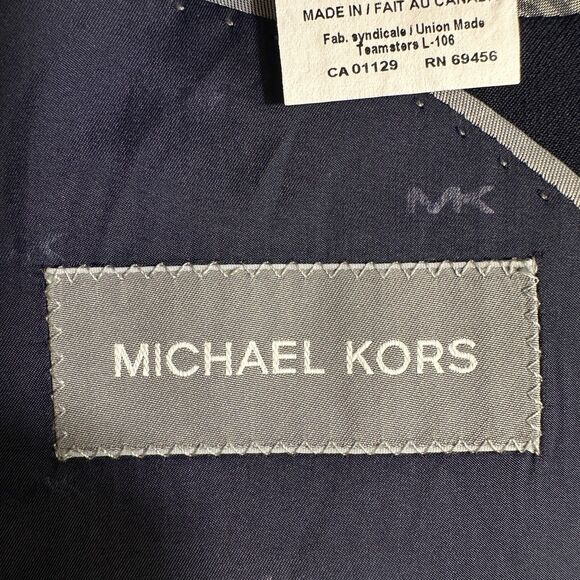 MADE IN / FAIT AU CANADA
Fab. syndicale / Union Made
Teamsters L-106
CA 01129 RN 69456
MK
MICHAEL KORS